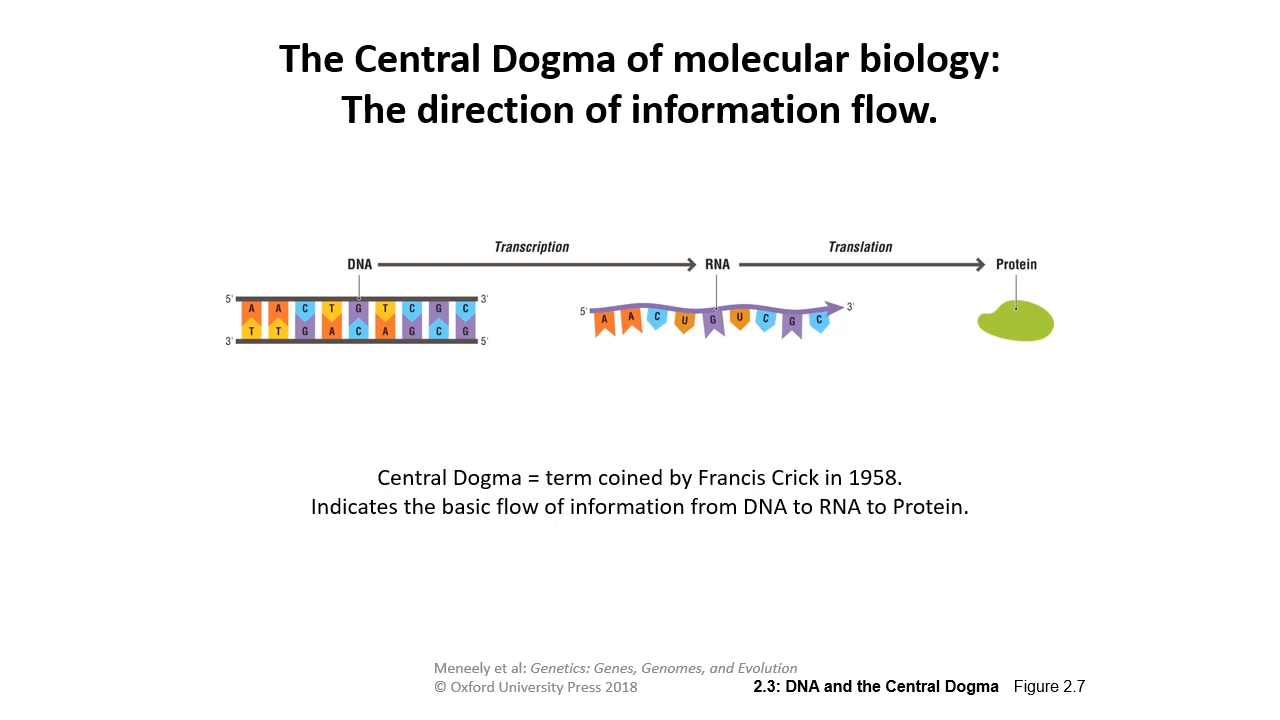 The Central Dogma of molecular biology:
The direction of information flow.
Transcription
Translation
DNA
RNA
Protein
5' A A C T G T C G C 3'
3' T T G A C A G C G 5'
5' A A C U G U C G C 3'
Central Dogma = term coined by Francis Crick in 1958.
Indicates the basic flow of information from DNA to RNA to Protein.
Meneely et al: Genetics: Genes, Genomes, and Evolution
© Oxford University Press 2018
2.3: DNA and the Central Dogma Figure 2.7